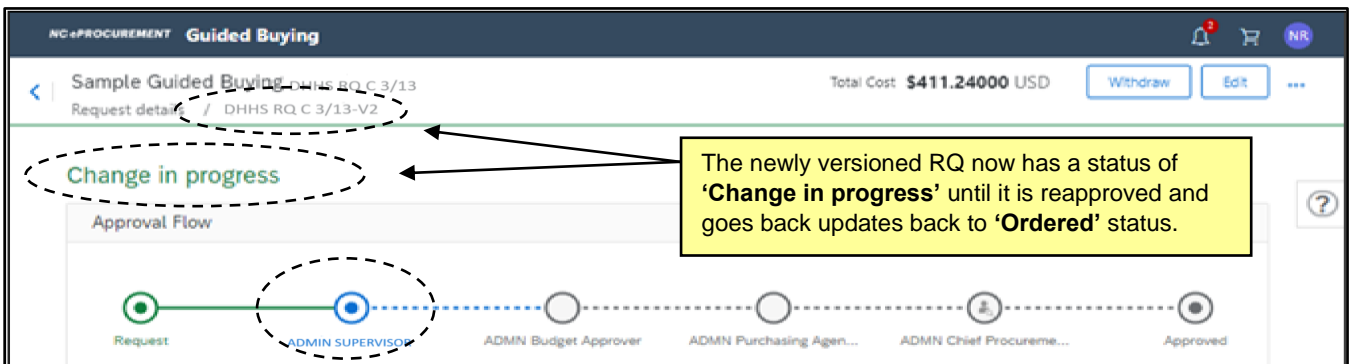 NC ePROCUREMENT Guided Buying 2 NR
Sample Guided Buying DHHS RQ C 3/13 Total Cost $411.24000 USD Withdraw Edit ...
Request details / DHHS RQ C 3/13-V2
Change in progress
The newly versioned RQ now has a status of
‘Change in progress’ until it is reapproved and
goes back updates back to ‘Ordered’ status.
?
Approval Flow
Request ADMIN SUPERVISOR ADMN Budget Approver ADMN Purchasing Agen... ADMN Chief Procureme... Approved